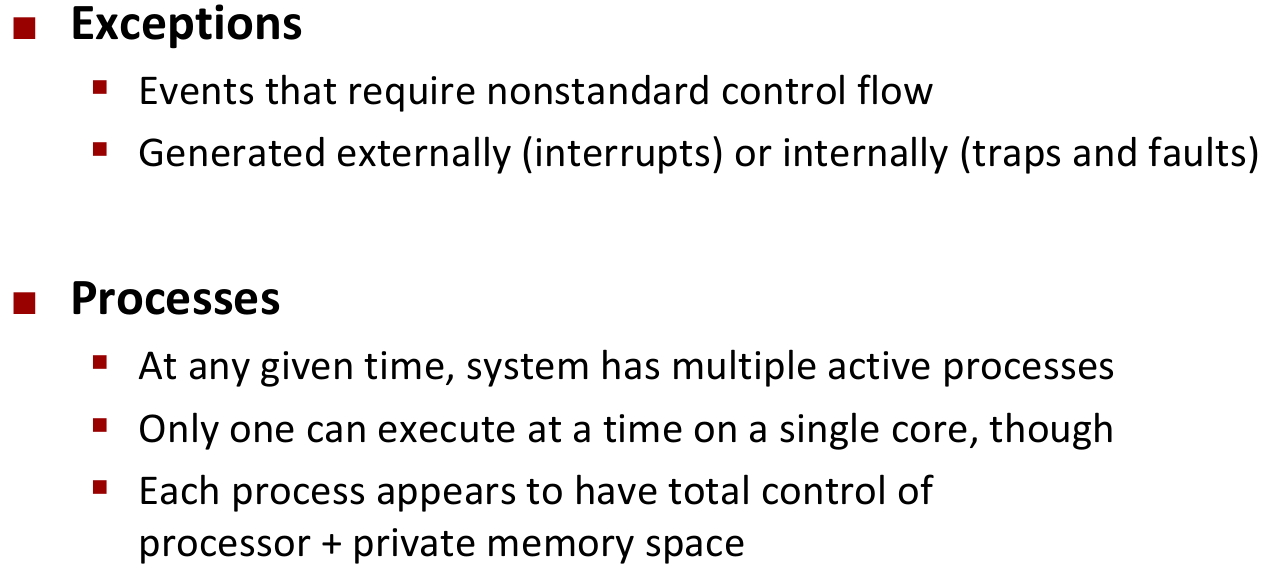 Exceptions
Events that require nonstandard control flow
Generated externally (interrupts) or internally (traps and faults)
Processes
At any given time, system has multiple active processes
Only one can execute at a time on a single core, though
Each process appears to have total control of
processor + private memory space